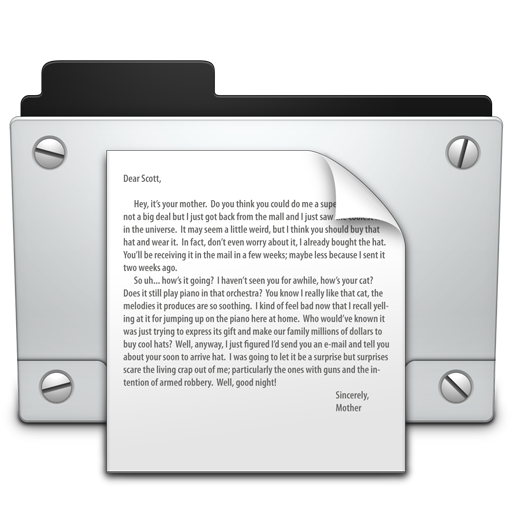 Dear Scott,
Hey, it's your mother. Do you think you could do me a supe
not a big deal but I just got back from the mall and I just saw
in the universe. It may seem a little weird, but I think you should buy that
hat and wear it. In fact, don't even worry about it, I already bought the hat.
You'll be receiving it in the mail in a few weeks; maybe less because I sent it
two weeks ago.
So uh... how's it going? I haven't seen you for awhile, how's your cat?
Does it still play piano in that orchestra? You know I really like that cat, the
melodies it produces are so soothing. I kind of feel bad now that I recall yell-
ing at it for jumping up on the piano here at home. Who would've known it
was just trying to express its gift and make our family millions of dollars to
buy cool hats? Well, anyway, I just figured I'd send you an e-mail and tell you
about your soon to arrive hat. I was going to let it be a surprise but surprises
scare the living crap out of me; particularly the ones with guns and the in-
tention of armed robbery. Well, good night!
Sincerely,
Mother